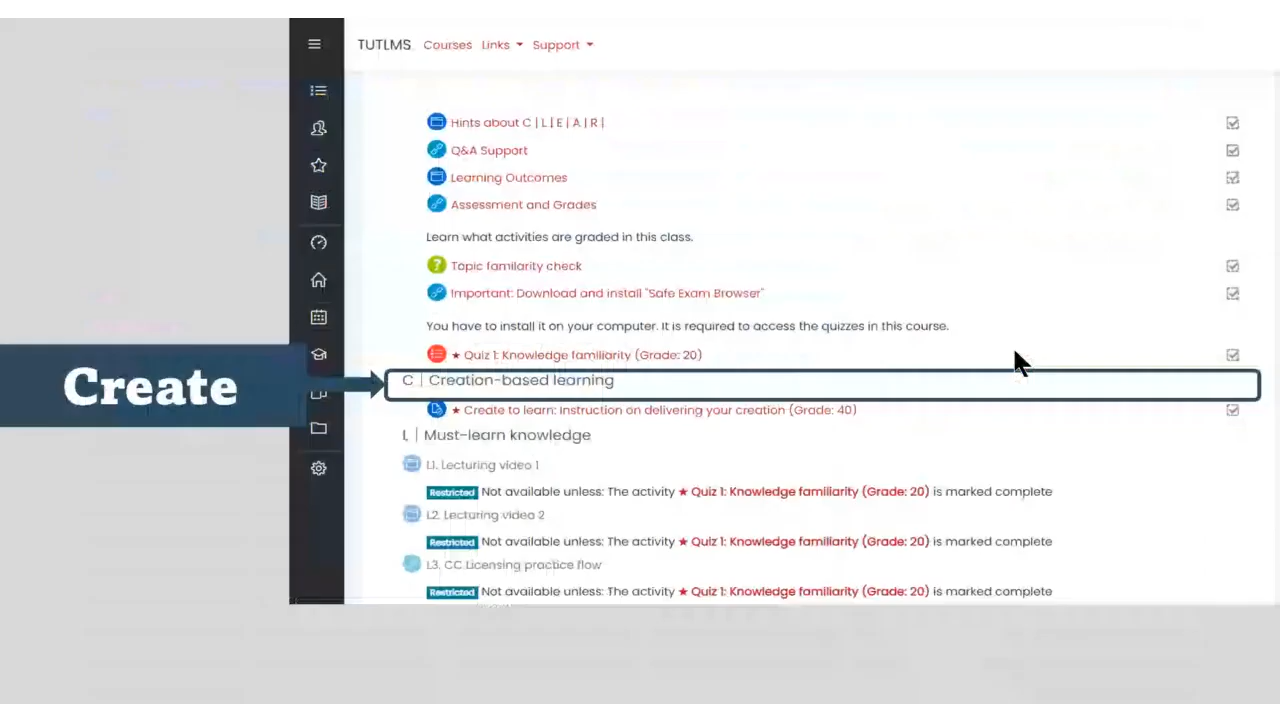 TUTLMS Courses Links Support
Hints about C | L | E | A | R |
Q&A Support
Learning Outcomes
Assessment and Grades
Learn what activities are graded in this class.
Topic familarity check
Important: Download and install "Safe Exam Browser"
You have to install it on your computer. It is required to access the quizzes in this course.
★ Quiz 1: Knowledge familiarity (Grade: 20)
Create
C | Creation-based learning
★ Create to learn: Instruction on delivering your creation (Grade: 40)
L | Must-learn knowledge
L1. Lecturing video 1
Restricted Not available unless: The activity ★ Quiz 1: Knowledge familiarity (Grade: 20) is marked complete
L2. Lecturing video 2
Restricted Not available unless: The activity ★ Quiz 1: Knowledge familiarity (Grade: 20) is marked complete
L3. CC Licensing practice flow
Restricted Not available unless: The activity ★ Quiz 1: Knowledge familiarity (Grade: 20) is marked complete